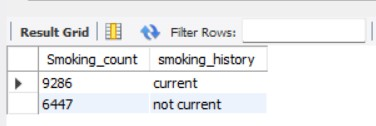 Result Grid Filter Rows:
Smoking_count smoking_history
9286 current
6447 not current